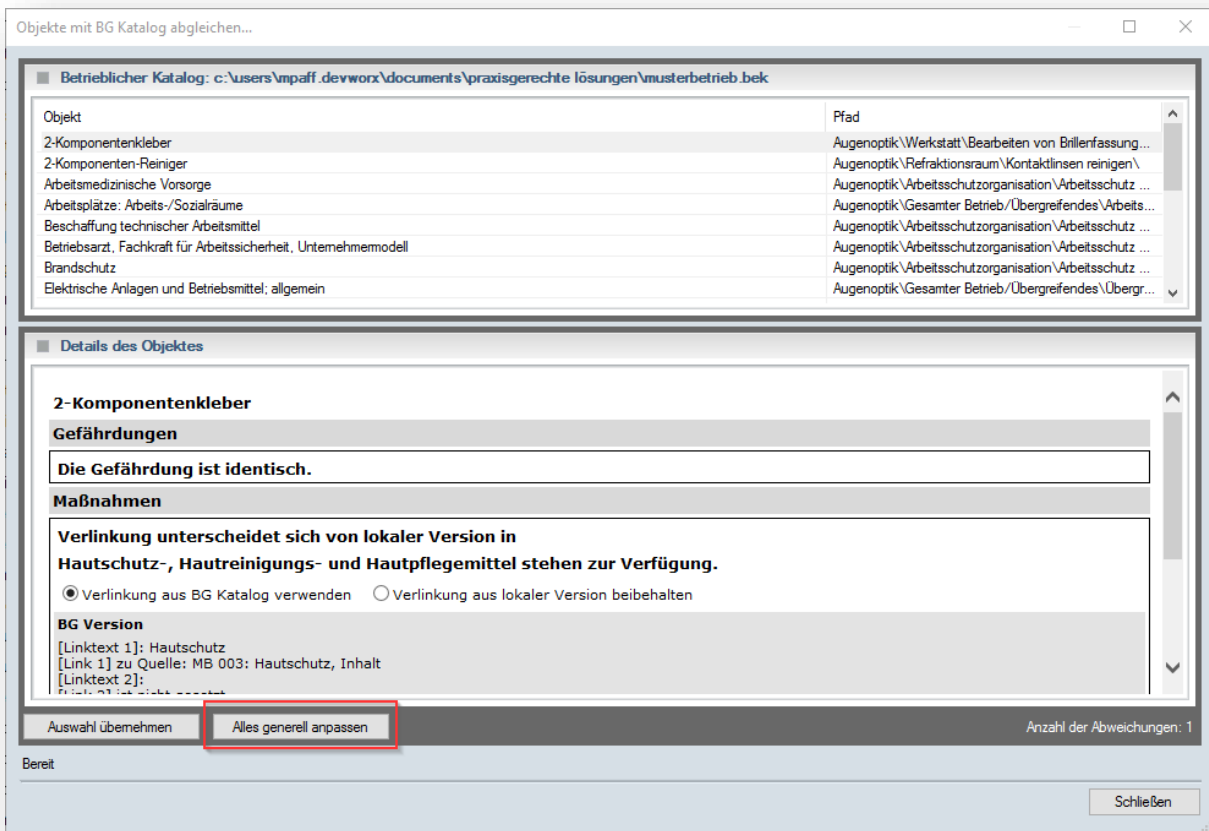 Objekte mit BG Katalog abgleichen...
Betrieblicher Katalog: c:\users\mpaff.devworx\documents\praxisgerechte lösungen\musterbetrieb.bek
Objekt Pfad
2-Komponentenkleber Augenoptik\Werkstatt\Bearbeiten von Brillenfassung...
2-Komponenten-Reiniger Augenoptik\Refraktionsraum\Kontaktlinsen reinigen\
Arbeitsmedizinische Vorsorge Augenoptik\Arbeitsschutzorganisation\Arbeitsschutz ...
Arbeitsplätze: Arbeits-/Sozialräume Augenoptik\Gesamter Betrieb/Übergreifendes\Arbeits...
Beschaffung technischer Arbeitsmittel Augenoptik\Arbeitsschutzorganisation\Arbeitsschutz ...
Betriebsarzt, Fachkraft für Arbeitssicherheit, Unternehmermodell Augenoptik\Arbeitsschutzorganisation\Arbeitsschutz ...
Brandschutz Augenoptik\Arbeitsschutzorganisation\Arbeitsschutz ...
Elektrische Anlagen und Betriebsmittel; allgemein Augenoptik\Gesamter Betrieb/Übergreifendes\Übergr...
Details des Objektes
2-Komponentenkleber
Gefährdungen
Die Gefährdung ist identisch.
Maßnahmen
Verlinkung unterscheidet sich von lokaler Version in
Hautschutz-, Hautreinigungs- und Hautpflegemittel stehen zur Verfügung.
Verlinkung aus BG Katalog verwenden Verlinkung aus lokaler Version beibehalten
BG Version
[Linktext 1]: Hautschutz
[Link 1] zu Quelle: MB 003: Hautschutz, Inhalt
[Linktext 2]:
[Link 2] ist nicht gesetzt
Auswahl übernehmen Alles generell anpassen Anzahl der Abweichungen: 1
Bereit
Schließen